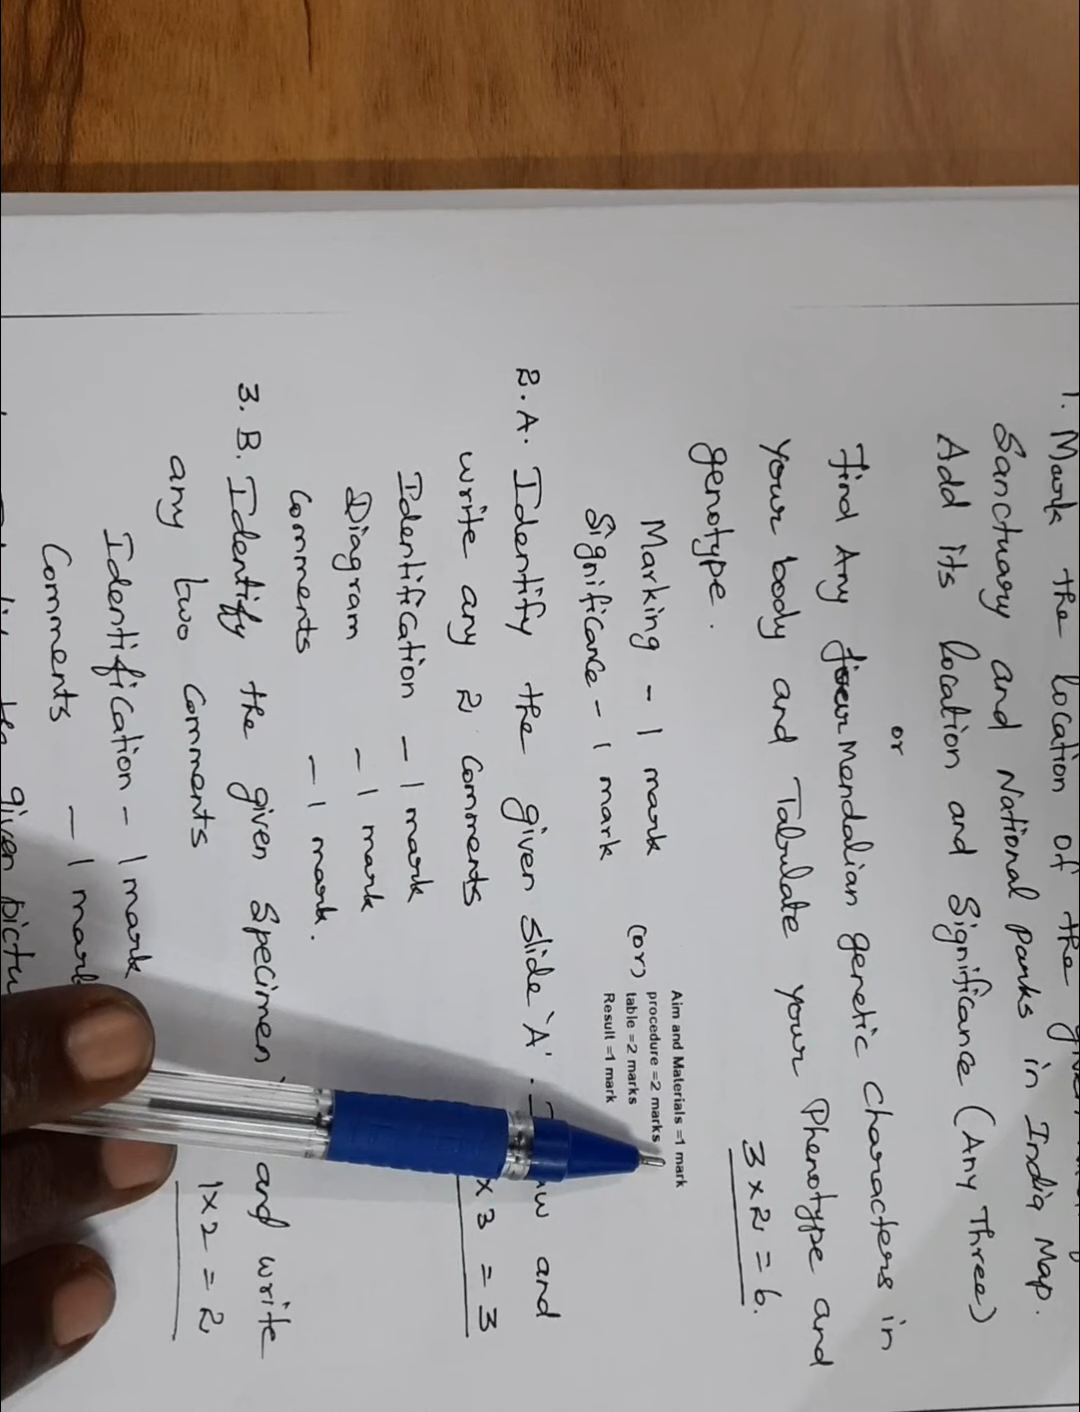 1. Mark the location of the given
Sanctuary and National parks in India Map.
Add its location and Significance (Any Three)
or
Find Any four Mendalian genetic characters in
your body and Tabulate your Phenotype and
genotype.
3 x 2 = 6.
Marking - 1 mark
Significance - 1 mark
(or)
Aim and Materials =1 mark
procedure =2 marks
table =2 marks
Result =1 mark
2. A. Identify the given slide 'A'. and
write any 2 comments
x 3 = 3
Identification - 1 mark
Diagram - 1 mark
Comments - 1 mark.
3. B. Identify the given Specimen and write
any two comments
1 x 2 = 2
Identification - 1 mark
Comments - 1 mark
the given